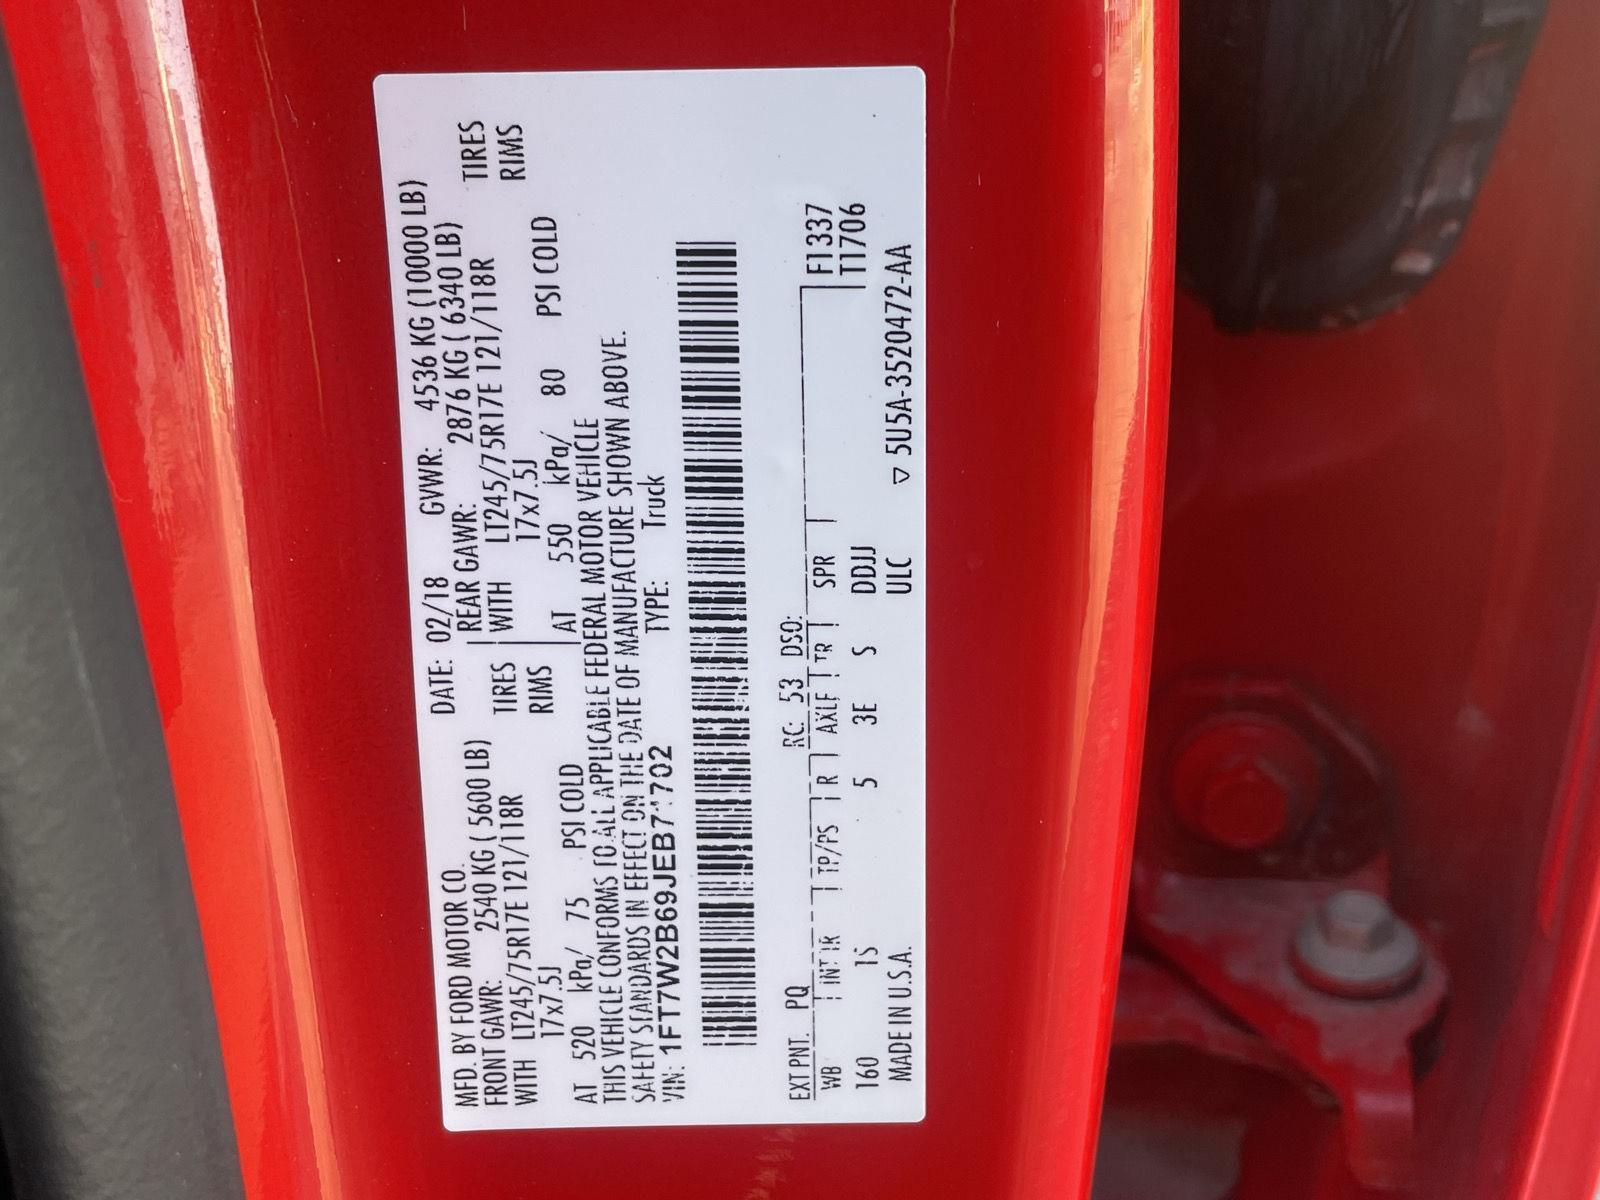 MFD. BY FORD MOTOR CO. DATE: 02/18 GVWR: 4536 KG (10000 LB)
FRONT GAWR: 2540 KG ( 5600 LB) REAR GAWR: 2876 KG ( 6340 LB)
WITH LT245/75R17E 121/118R TIRES WITH LT245/75R17E 121/118R TIRES
17x7.5J RIMS 17x7.5J RIMS
AT 520 kPa/ 75 PSI COLD AT 550 kPa/ 80 PSI COLD
THIS VEHICLE CONFORMS TO ALL APPLICABLE FEDERAL MOTOR VEHICLE
SAFETY STANDARDS IN EFFECT ON THE DATE OF MANUFACTURE SHOWN ABOVE.
VIN: 1FT7W2B69JEB71702 TYPE: Truck
EXT PNT: PQ RC: 53 DSO: F1337
WB INT TR TP/PS R AXLE TR SPR T1706
160 1S 5 3E S DDJJ
MADE IN U.S.A. ULC ▽ 5U5A-3520472-AA